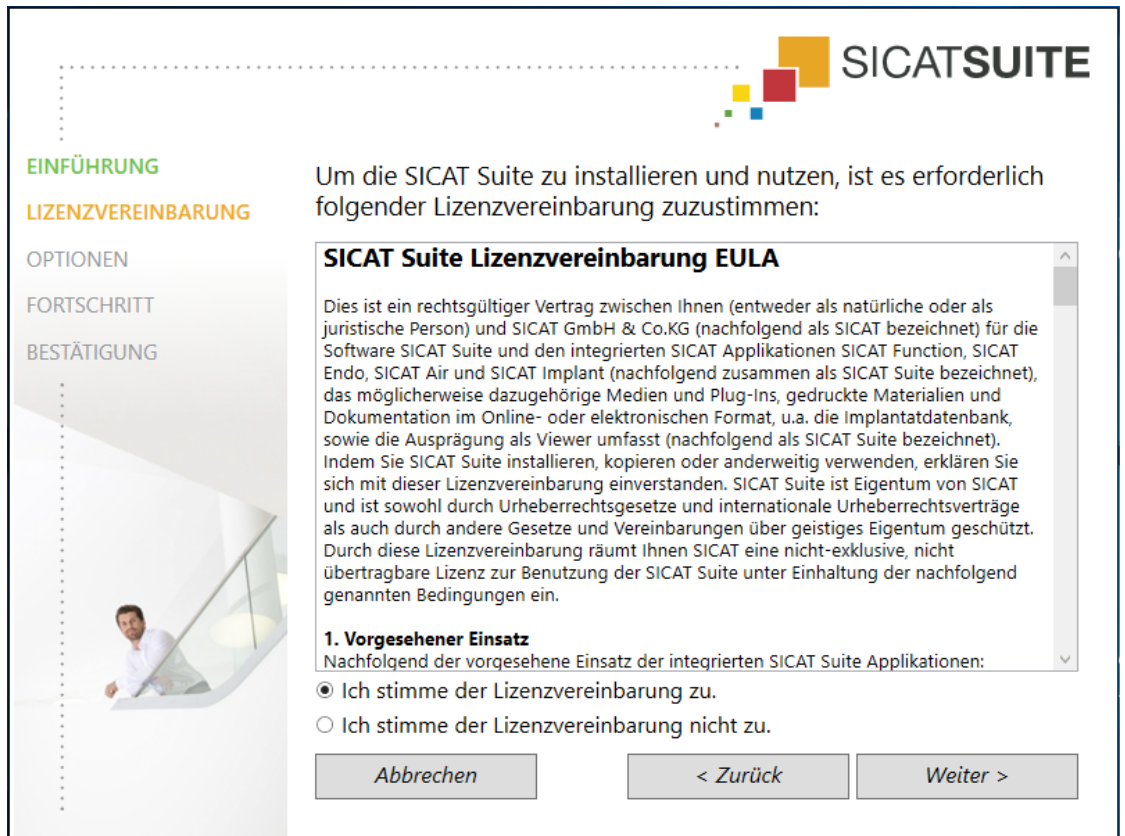 SICATSUITE
EINFÜHRUNG
LIZENZVEREINBARUNG
OPTIONEN
FORTSCHRITT
BESTÄTIGUNG
Um die SICAT Suite zu installieren und nutzen, ist es erforderlich
folgender Lizenzvereinbarung zuzustimmen:
SICAT Suite Lizenzvereinbarung EULA
Dies ist ein rechtsgültiger Vertrag zwischen Ihnen (entweder als natürliche oder als
juristische Person) und SICAT GmbH & Co.KG (nachfolgend als SICAT bezeichnet) für die
Software SICAT Suite und den integrierten SICAT Applikationen SICAT Function, SICAT
Endo, SICAT Air und SICAT Implant (nachfolgend zusammen als SICAT Suite bezeichnet),
das möglicherweise dazugehörige Medien und Plug-Ins, gedruckte Materialien und
Dokumentation im Online- oder elektronischen Format, u.a. die Implantatdatenbank,
sowie die Ausprägung als Viewer umfasst (nachfolgend als SICAT Suite bezeichnet).
Indem Sie SICAT Suite installieren, kopieren oder anderweitig verwenden, erklären Sie
sich mit dieser Lizenzvereinbarung einverstanden. SICAT Suite ist Eigentum von SICAT
und ist sowohl durch Urheberrechtsgesetze und internationale Urheberrechtsverträge
als auch durch andere Gesetze und Vereinbarungen über geistiges Eigentum geschützt.
Durch diese Lizenzvereinbarung räumt Ihnen SICAT eine nicht-exklusive, nicht
übertragbare Lizenz zur Benutzung der SICAT Suite unter Einhaltung der nachfolgend
genannten Bedingungen ein.
1. Vorgesehener Einsatz
Nachfolgend der vorgesehene Einsatz der integrierten SICAT Suite Applikationen:
Ich stimme der Lizenzvereinbarung zu.
Ich stimme der Lizenzvereinbarung nicht zu.
Abbrechen
< Zurück
Weiter >